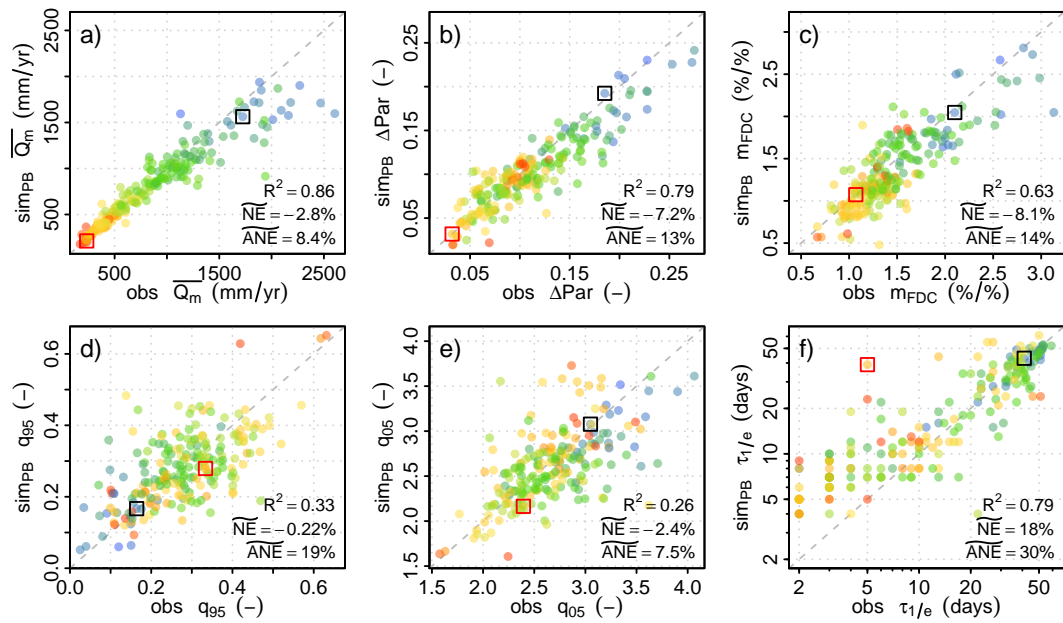 a)
sim_PB Q̅_m (mm/yr)
500 1500 2500
R² = 0.86
NE = −2.8%
ANE = 8.4%
500 1500 2500
obs Q̅_m (mm/yr)
b)
sim_PB ΔPar (−)
0.05 0.15 0.25
R² = 0.79
NE = −7.2%
ANE = 13%
0.05 0.15 0.25
obs ΔPar (−)
c)
sim_PB m_FDC (%/%)
0.5 1.5 2.5
R² = 0.63
NE = −8.1%
ANE = 14%
0.5 1.0 1.5 2.0 2.5 3.0
obs m_FDC (%/%)
d)
sim_PB q_95 (−)
0.0 0.2 0.4 0.6
R² = 0.33
NE = −0.22%
ANE = 19%
0.0 0.2 0.4 0.6
obs q_95 (−)
e)
sim_PB q_05 (−)
1.5 2.0 2.5 3.0 3.5 4.0
R² = 0.26
NE = −2.4%
ANE = 7.5%
1.5 2.0 2.5 3.0 3.5 4.0
obs q_05 (−)
f)
sim_PB τ_1/e (days)
2 5 10 20 50
R² = 0.79
NE = 18%
ANE = 30%
2 5 10 20 50
obs τ_1/e (days)